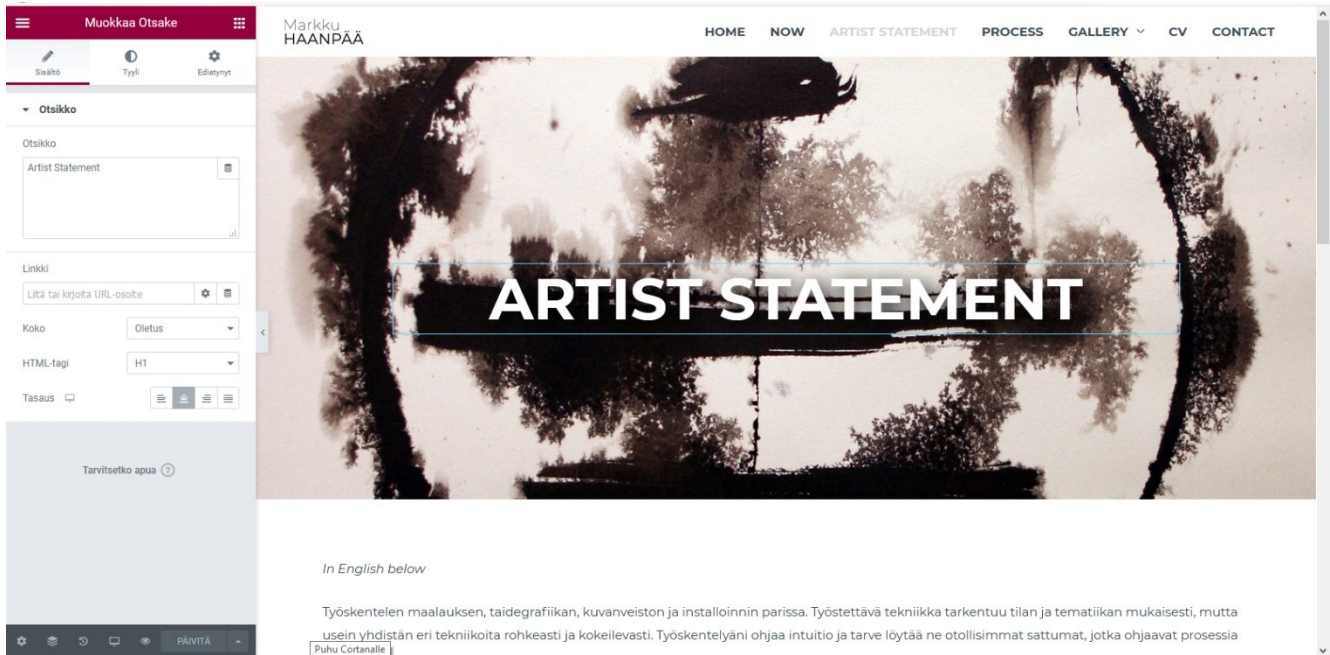 Muokkaa Otsake
Sisältö
Tyyli
Edistynyt
Otsikko
Otsikko
Artist Statement
Linkki
Liitä tai kirjoita URL-osoite
Koko
Oletus
HTML-tagi
H1
Tasaus
Tarvitsetko apua
PÄIVITÄ
Markku
HAANPÄÄ
HOME NOW ARTIST STATEMENT PROCESS GALLERY CV CONTACT
ARTIST STATEMENT
In English below
Työskentelen maalauksen, taidegrafiikan, kuvanveiston ja installoinnin parissa. Työstettävä tekniikka tarkentuu tilan ja tematiikan mukaisesti, mutta
usein yhdistän eri tekniikoita rohkeasti ja kokeilevasti. Työskentelyäni ohjaa intuitio ja tarve löytää ne otollisimmat sattumat, jotka ohjaavat prosessia
Puhu Cortanalle